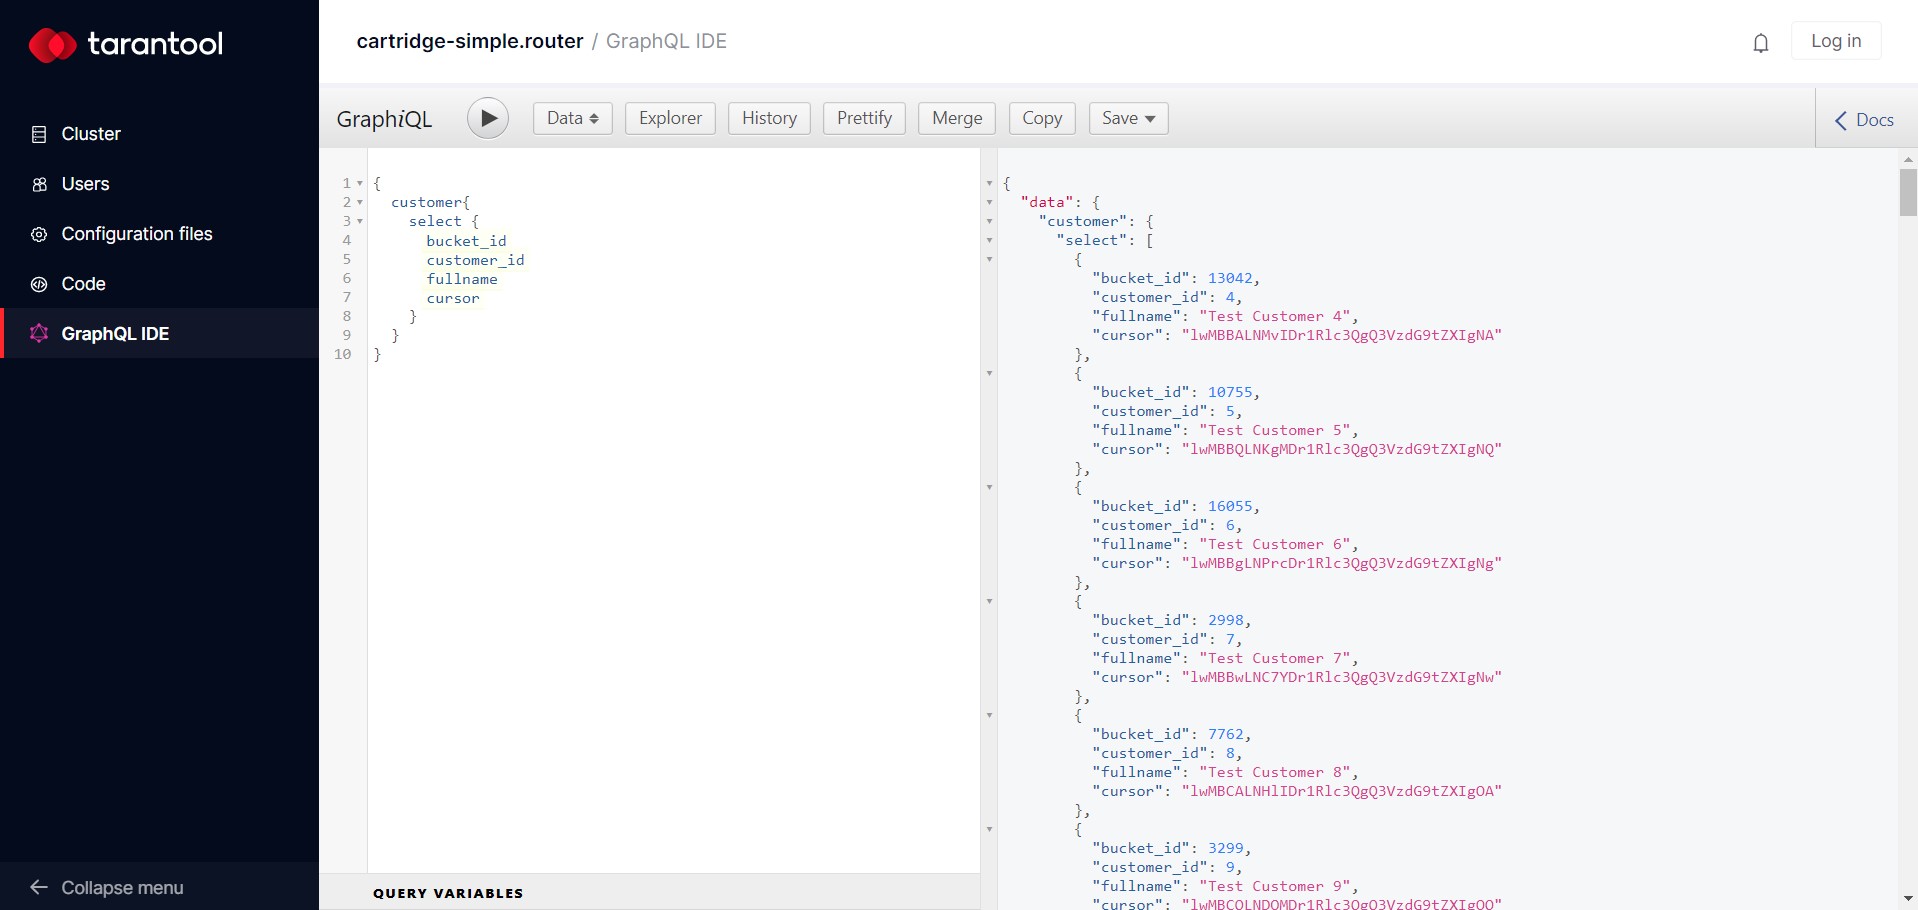 tarantool
cartridge-simple.router / GraphQL IDE
Log in
Cluster
Users
Configuration files
Code
GraphQL IDE
Collapse menu
GraphiQL
Data
Explorer
History
Prettify
Merge
Copy
Save
Docs
1 {
2 customer{
3 select {
4 bucket_id
5 customer_id
6 fullname
7 cursor
8 }
9 }
10 }
QUERY VARIABLES
{
"data": {
"customer": {
"select": [
{
"bucket_id": 13042,
"customer_id": 4,
"fullname": "Test Customer 4",
"cursor": "lwMBBALNMvIDr1Rlc3QgQ3VzdG9tZXIgNA"
},
{
"bucket_id": 10755,
"customer_id": 5,
"fullname": "Test Customer 5",
"cursor": "lwMBBQLNKgMDr1Rlc3QgQ3VzdG9tZXIgNQ"
},
{
"bucket_id": 16055,
"customer_id": 6,
"fullname": "Test Customer 6",
"cursor": "lwMBBgLNPrcDr1Rlc3QgQ3VzdG9tZXIgNg"
},
{
"bucket_id": 2998,
"customer_id": 7,
"fullname": "Test Customer 7",
"cursor": "lwMBBwLNC7YDr1Rlc3QgQ3VzdG9tZXIgNw"
},
{
"bucket_id": 7762,
"customer_id": 8,
"fullname": "Test Customer 8",
"cursor": "lwMBCALNHlIDr1Rlc3QgQ3VzdG9tZXIgOA"
},
{
"bucket_id": 3299,
"customer_id": 9,
"fullname": "Test Customer 9",
"cursor":